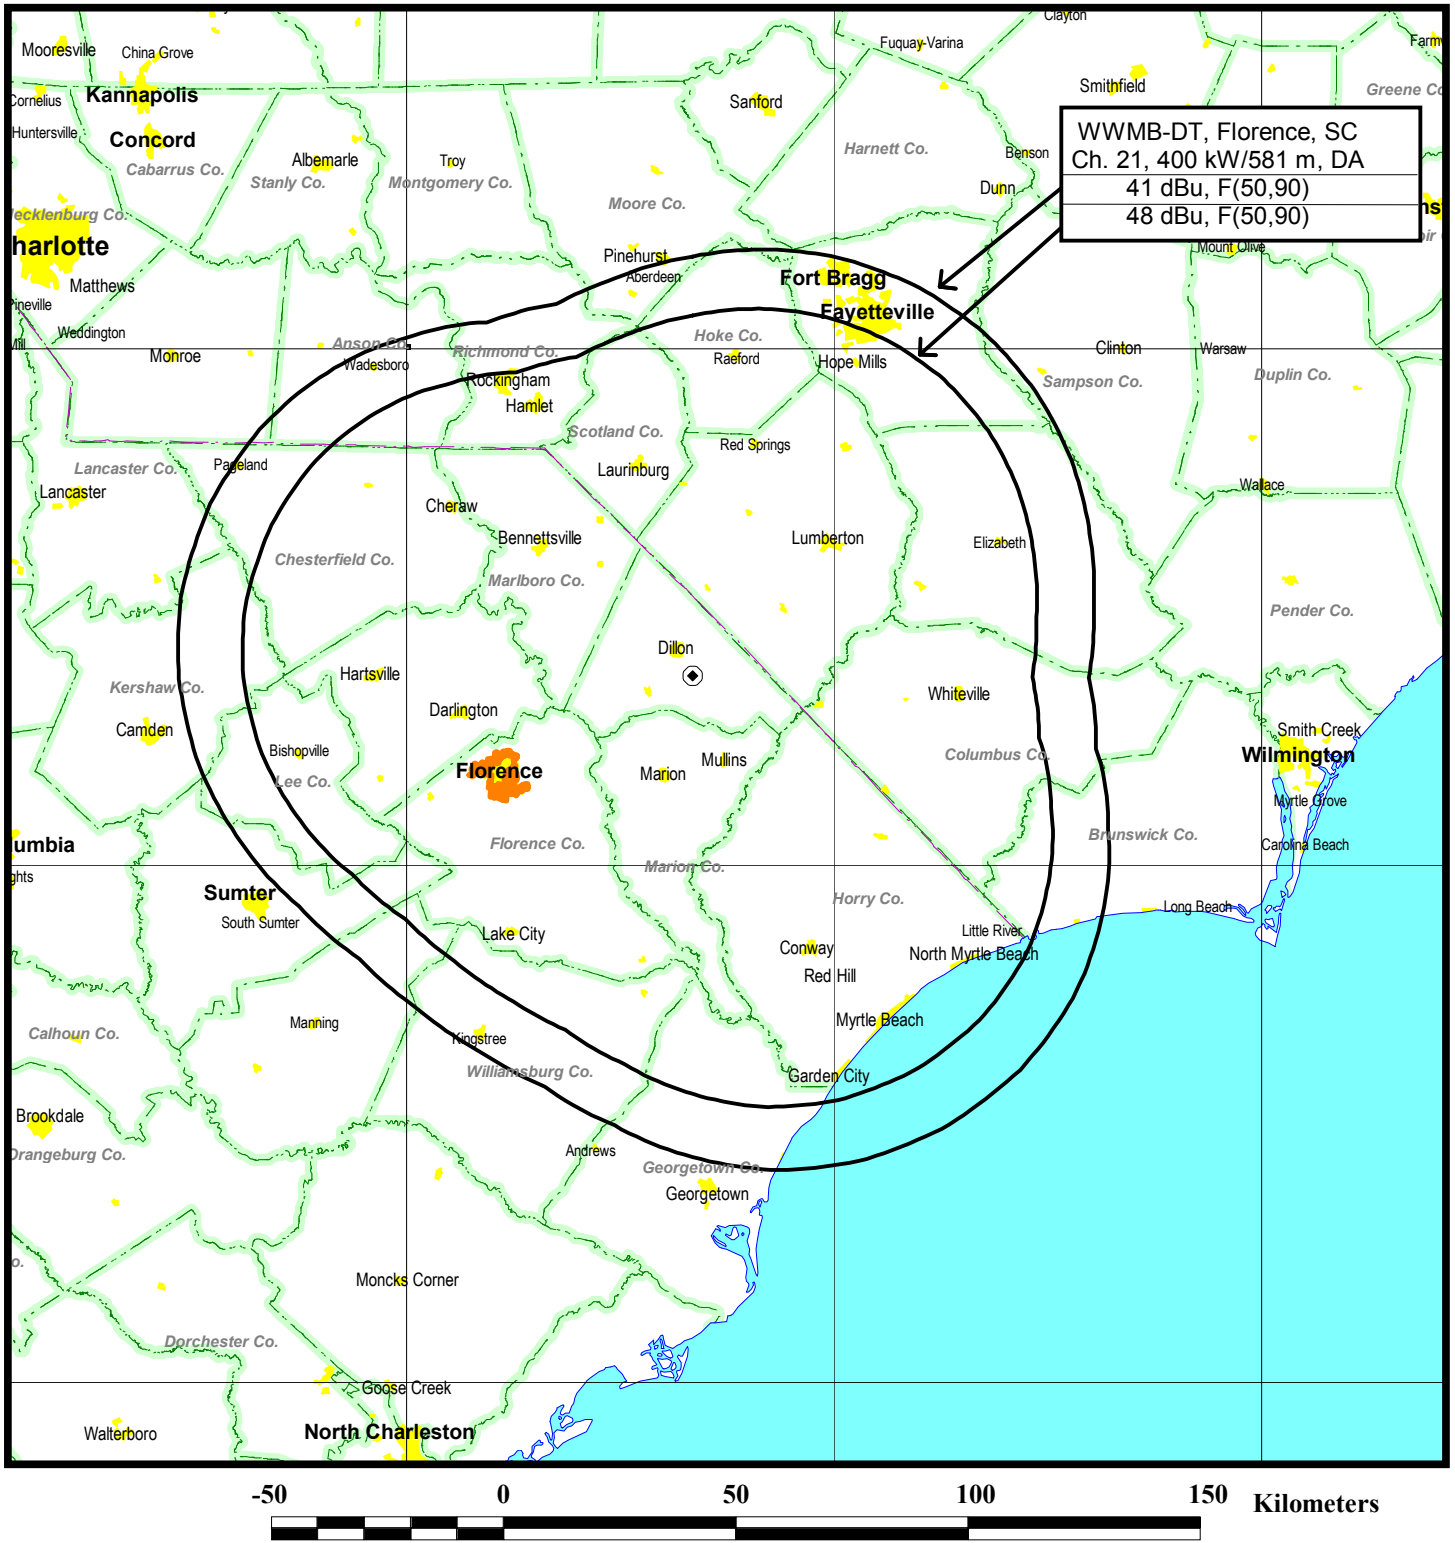 Clayton
Mooresville
China Grove
Fuquay-Varina
Farm
Cornelius
Kannapolis
Sanford
Smithfield
Greene Co
Huntersville
Concord
WWMB-DT, Florence, SC
Ch. 21, 400 kW/581 m, DA
41 dBu, F(50,90)
48 dBu, F(50,90)
Albemarle
Troy
Harnett Co.
Benson
Cabarrus Co.
Stanly Co.
Montgomery Co.
Dunn
Moore Co.
ecklenburg Co.
ns
oir
harlotte
Mount Olive
Pinehurst
Aberdeen
Fort Bragg
Matthews
Pineville
Fayetteville
Weddington
Mill
Anson Co.
Richmond Co.
Hoke Co.
Monroe
Wadesboro
Raeford
Hope Mills
Clinton
Warsaw
Rockingham
Sampson Co.
Duplin Co.
Hamlet
Scotland Co.
Red Springs
Lancaster Co.
Pageland
Laurinburg
Lancaster
Wallace
Cheraw
Bennettsville
Lumberton
Elizabeth
Chesterfield Co.
Marlboro Co.
Pender Co.
Dillon
Hartsville
Kershaw Co.
Whiteville
Camden
Darlington
Smith Creek
Bishopville
Wilmington
Florence
Marion
Mullins
Columbus Co.
Lee Co.
Myrtle Grove
lumbia
Florence Co.
Brunswick Co.
Carolina Beach
ghts
Marion Co.
Sumter
Horry Co.
Long Beach
South Sumter
Lake City
Little River
Conway
North Myrtle Beach
Red Hill
Calhoun Co.
Manning
Myrtle Beach
Kingstree
Williamsburg Co.
Garden City
Brookdale
Orangeburg Co.
Andrews
Georgetown Co.
Georgetown
o.
Moncks Corner
Dorchester Co.
Goose Creek
Walterboro
North Charleston
-50 0 50 100 150 Kilometers